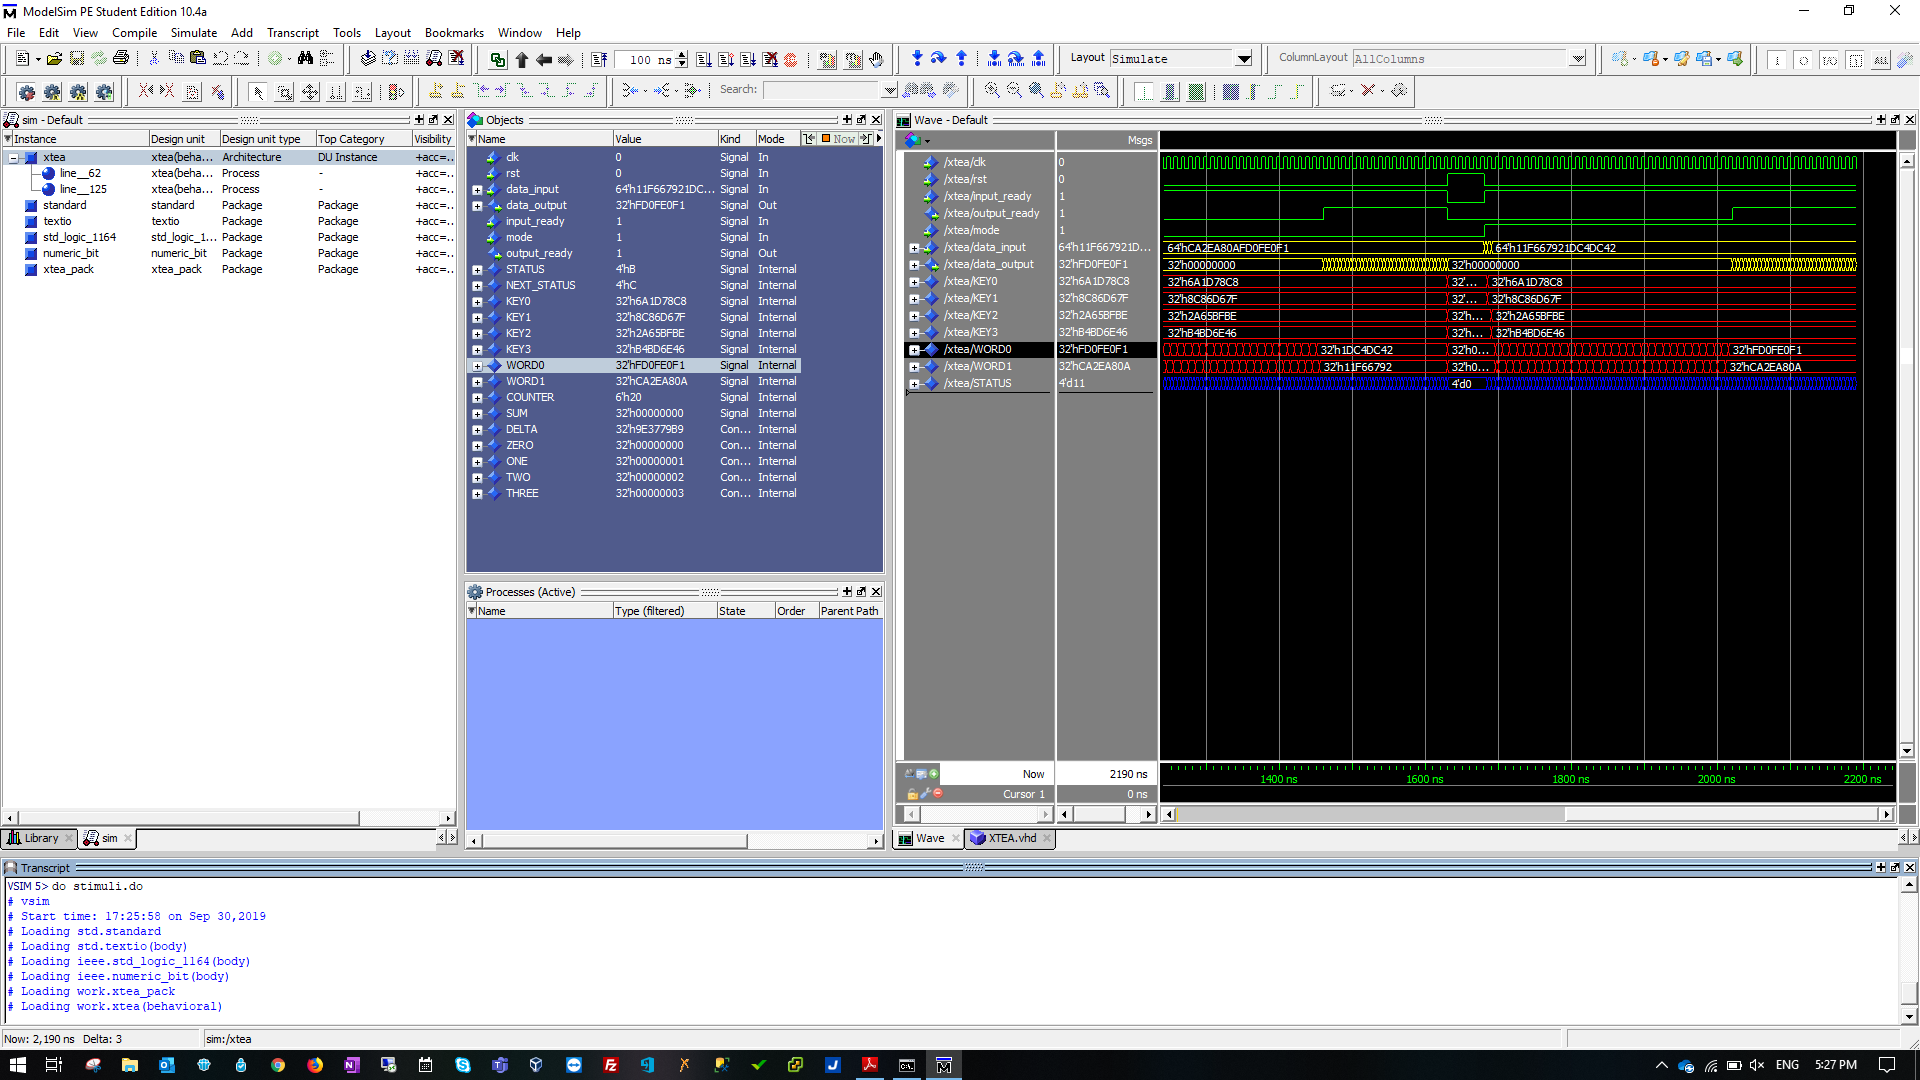 ModelSim PE Student Edition 10.4a
File Edit View Compile Simulate Add Transcript Tools Layout Bookmarks Window Help
100 ns Layout Simulate ColumnLayout AllColumns
Search:
sim - Default
Instance Design unit Design unit type Top Category Visibility
xtea xtea(beha... Architecture DU Instance +acc=...
line__62 xtea(beha... Process - +acc=...
line__125 xtea(beha... Process - +acc=...
standard standard Package Package +acc=...
textio textio Package Package +acc=...
std_logic_1164 std_logic_1... Package Package +acc=...
numeric_bit numeric_bit Package Package +acc=...
xtea_pack xtea_pack Package Package +acc=...
Library sim
Objects
Name Value Kind Mode Now
clk 0 Signal In
rst 0 Signal In
data_input 64'h11F667921DC... Signal In
data_output 32'hFD0FE0F1 Signal Out
input_ready 1 Signal In
mode 1 Signal In
output_ready 1 Signal Out
STATUS 4'hB Signal Internal
NEXT_STATUS 4'hC Signal Internal
KEY0 32'h6A1D78C8 Signal Internal
KEY1 32'h8C86D67F Signal Internal
KEY2 32'h2A65BFBE Signal Internal
KEY3 32'hB4BD6E46 Signal Internal
WORD0 32'hFD0FE0F1 Signal Internal
WORD1 32'hCA2EA80A Signal Internal
COUNTER 6'h20 Signal Internal
SUM 32'h00000000 Signal Internal
DELTA 32'h9E3779B9 Con... Internal
ZERO 32'h00000000 Con... Internal
ONE 32'h00000001 Con... Internal
TWO 32'h00000002 Con... Internal
THREE 32'h00000003 Con... Internal
Processes (Active)
Name Type (filtered) State Order Parent Path
Wave - Default
Msgs
/xtea/clk 0
/xtea/rst 0
/xtea/input_ready 1
/xtea/output_ready 1
/xtea/mode 1
/xtea/data_input 64'h11F667921D... 64'hCA2EA80AFD0FE0F1 64'h11F667921DC4DC42
/xtea/data_output 32'hFD0FE0F1 32'h00000000 32'h00000000
/xtea/KEY0 32'h6A1D78C8 32'h6A1D78C8 32'... 32'h6A1D78C8
/xtea/KEY1 32'h8C86D67F 32'h8C86D67F 32'... 32'h8C86D67F
/xtea/KEY2 32'h2A65BFBE 32'h2A65BFBE 32'h... 32'h2A65BFBE
/xtea/KEY3 32'hB4BD6E46 32'hB4BD6E46 32'h... 32'hB4BD6E46
/xtea/WORD0 32'hFD0FE0F1 32'h1DC4DC42 32'h0... 32'hFD0FE0F1
/xtea/WORD1 32'hCA2EA80A 32'h11F66792 32'h0... 32'hCA2EA80A
/xtea/STATUS 4'd11 4'd0
Now 2190 ns 1400 ns 1600 ns 1800 ns 2000 ns 2200 ns
Cursor 1 0 ns
Wave XTEA.vhd
Transcript
VSIM 5> do stimuli.do
# vsim
# Start time: 17:25:58 on Sep 30,2019
# Loading std.standard
# Loading std.textio(body)
# Loading ieee.std_logic_1164(body)
# Loading ieee.numeric_bit(body)
# Loading work.xtea_pack
# Loading work.xtea(behavioral)
Now: 2,190 ns Delta: 3 sim:/xtea
ENG 5:27 PM